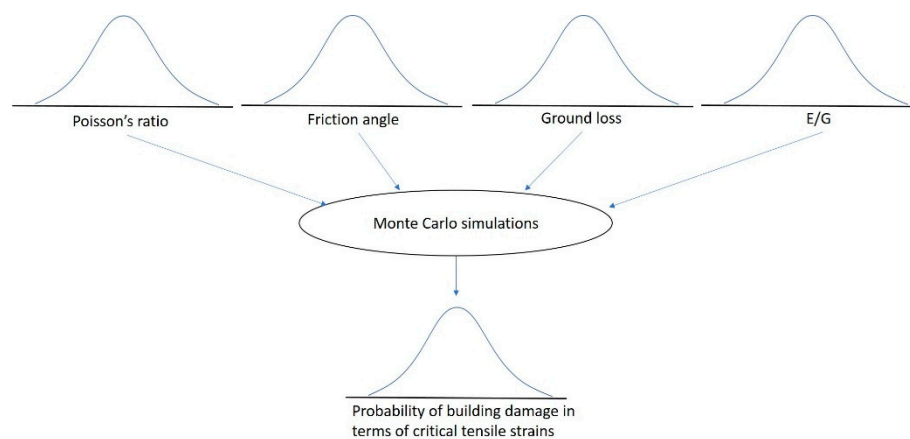 Poisson's ratio
Friction angle
Ground loss
E/G
Monte Carlo simulations
Probability of building damage in
terms of critical tensile strains